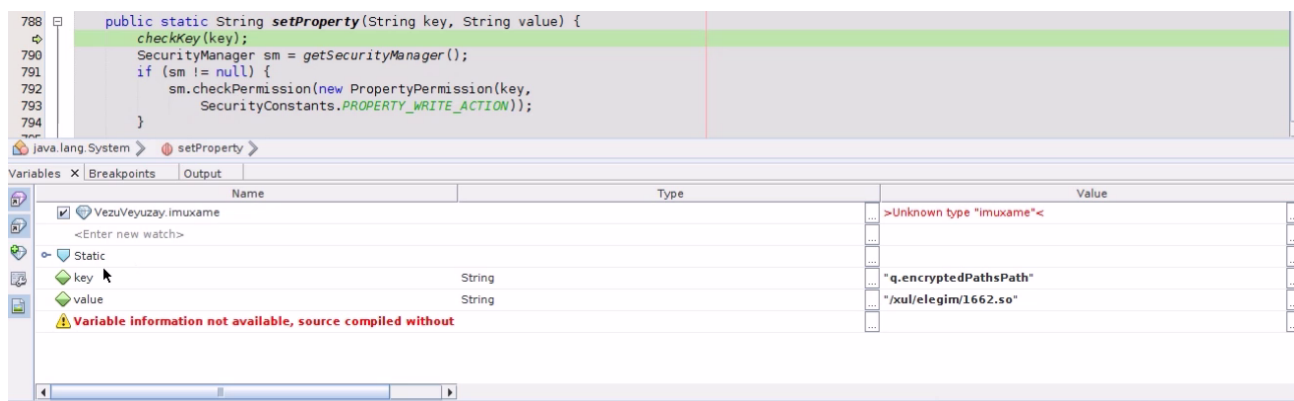 788 public static String setProperty(String key, String value) {
checkKey(key);
790 SecurityManager sm = getSecurityManager();
791 if (sm != null) {
792 sm.checkPermission(new PropertyPermission(key,
793 SecurityConstants.PROPERTY_WRITE_ACTION));
794 }
java.lang.System setProperty
Variables X Breakpoints Output
Name Type Value
VezuVeyuzay.imuxame ... >Unknown type "imuxame"< ...
<Enter new watch> ... ...
Static ... ...
key String ... "q.encryptedPathsPath" ...
value String ... "/xul/elegim/1662.so" ...
Variable information not available, source compiled without ... ...